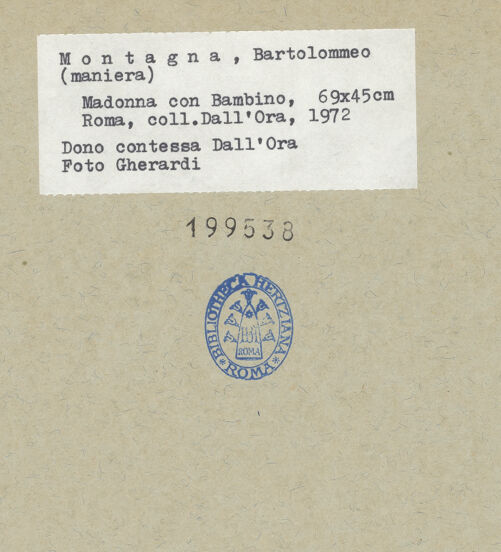 Montagna, Bartolommeo
(maniera)
Madonna con Bambino, 69x45cm
Roma, coll.Dall'Ora, 1972
Dono contessa Dall'Ora
Foto Gherardi
199538
BIBLIOTHECA HERTZIANA
ROMA
ROMA